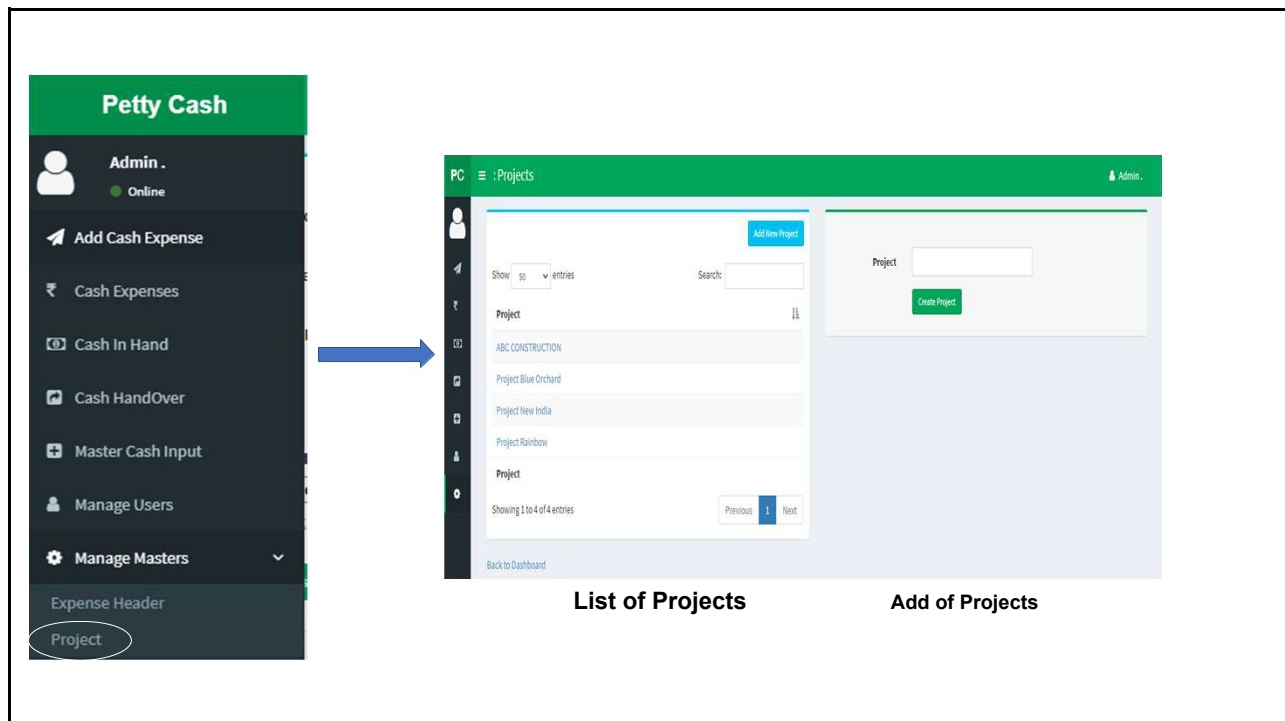 Petty Cash
Admin .
Online
Add Cash Expense
₹ Cash Expenses
Cash In Hand
Cash HandOver
Master Cash Input
Manage Users
Manage Masters
Expense Header
Project
PC : Projects Admin .
Add New Project
Show 50 entries Search:
Project
ABC CONSTRUCTION
Project Blue Orchard
Project New India
Project Rainbow
Project
Showing 1 to 4 of 4 entries Previous 1 Next
Back to Dashboard
Project
Create Project
List of Projects Add of Projects